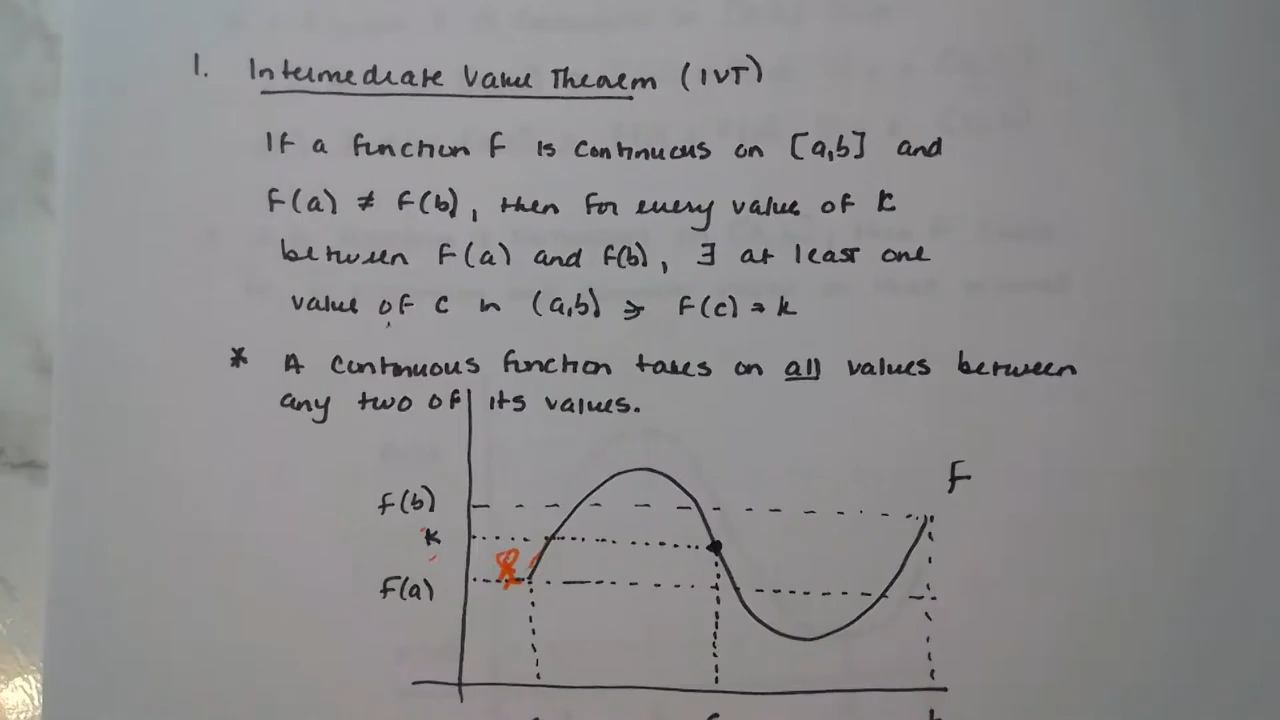 1. Intermediate Value Theorem (IVT)
If a function f is continuous on [a,b] and
f(a) ≠ f(b), then for every value of k
between f(a) and f(b), ∃ at least one
value of c in (a,b) ∋ f(c) = k
* A continuous function takes on all values between
any two of its values.
f
f(b)
k
f(a)